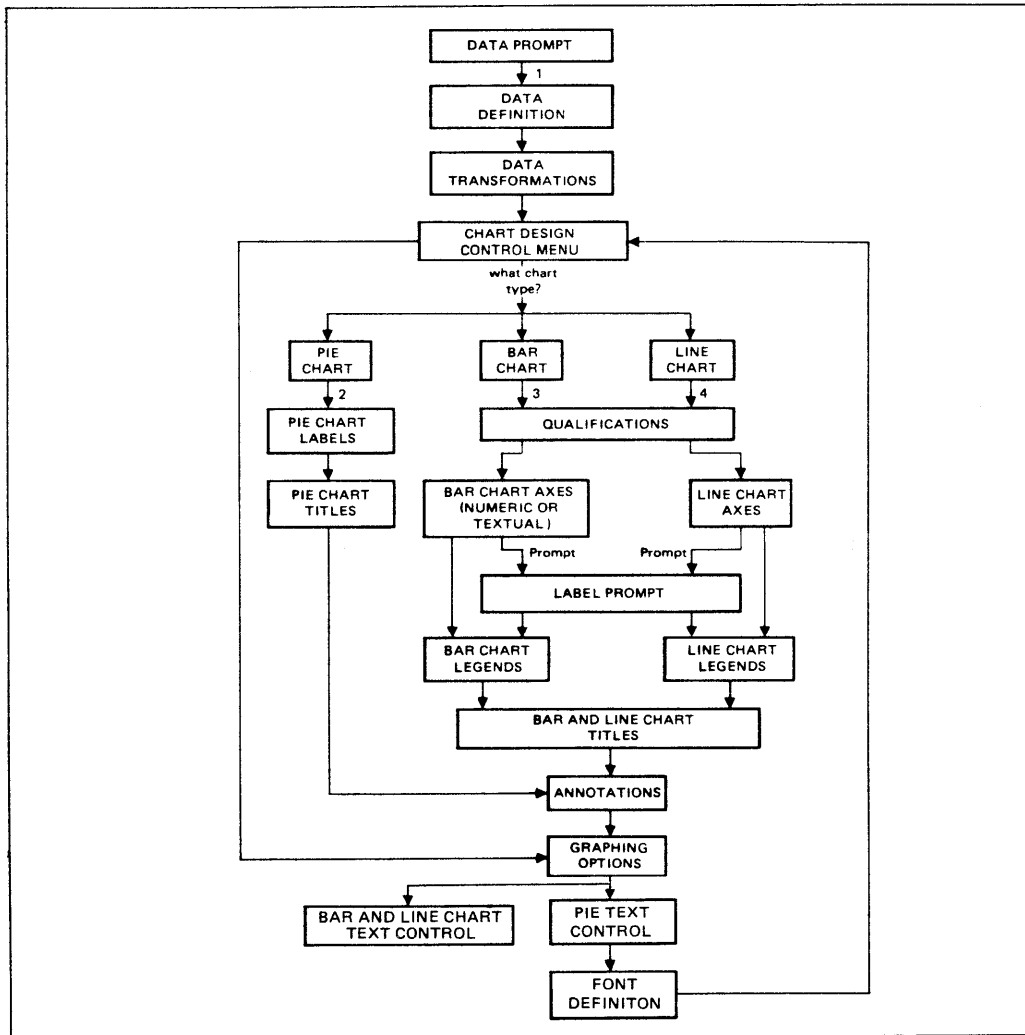 DATA PROMPT
1
DATA
DEFINITION
DATA
TRANSFORMATIONS
CHART DESIGN
CONTROL MENU
what chart
type?
PIE
CHART
BAR
CHART
LINE
CHART
2
3
4
PIE CHART
LABELS
QUALIFICATIONS
PIE CHART
TITLES
BAR CHART AXES
(NUMERIC OR
TEXTUAL)
LINE CHART
AXES
Prompt
Prompt
LABEL PROMPT
BAR CHART
LEGENDS
LINE CHART
LEGENDS
BAR AND LINE CHART
TITLES
ANNOTATIONS
GRAPHING
OPTIONS
BAR AND LINE CHART
TEXT CONTROL
PIE TEXT
CONTROL
FONT
DEFINITON